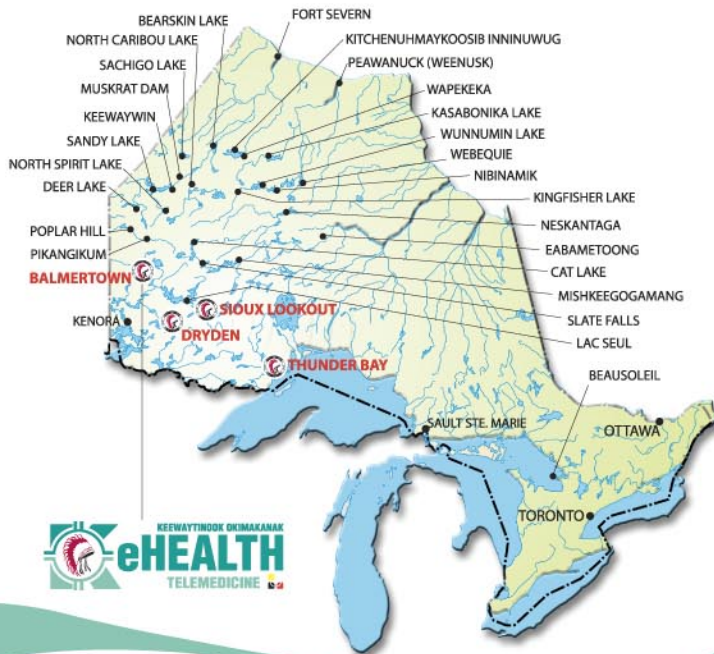 BEARSKIN LAKE
NORTH CARIBOU LAKE
SACHIGO LAKE
MUSKRAT DAM
KEEWAYWIN
SANDY LAKE
NORTH SPIRIT LAKE
DEER LAKE
POPLAR HILL
PIKANGIKUM
BALMERTOWN
KENORA
FORT SEVERN
KITCHENUHMAYKOOSIB INNINUWUG
PEAWANUCK (WEENUSK)
WAPEKEKA
KASABONIKA LAKE
WUNNUMIN LAKE
WEBEQUIE
NIBINAMIK
KINGFISHER LAKE
NESKANTAGA
EABAMETOONG
CAT LAKE
MISHKEEGOGAMANG
SLATE FALLS
LAC SEUL
BEAUSOLEIL
SIOUX LOOKOUT
DRYDEN
THUNDER BAY
SAULT STE. MARIE
OTTAWA
TORONTO
KEEWAYTINOOK OKIMAKANAK
K eHEALTH
TELEMEDICINE